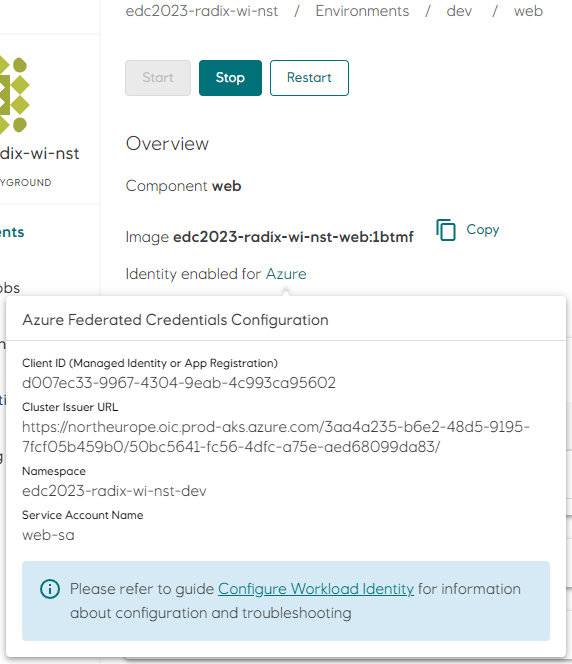 edc2023-radix-wi-nst / Environments / dev / web
Start Stop Restart
Overview
dix-wi-nst
YGROUND
Component web
nts
Image edc2023-radix-wi-nst-web:1btmf Copy
Identity enabled for Azure
obs
Azure Federated Credentials Configuration
Client ID (Managed Identity or App Registration)
d007ec33-9967-4304-9eab-4c993ca95602
Cluster Issuer URL
https://northeurope.oic.prod-aks.azure.com/3aa4a235-b6e2-48d5-9195-
7fcf05b459b0/50bc5641-fc56-4dfc-a75e-aed68099da83/
Namespace
edc2023-radix-wi-nst-dev
Service Account Name
web-sa
Please refer to guide Configure Workload Identity for information
about configuration and troubleshooting